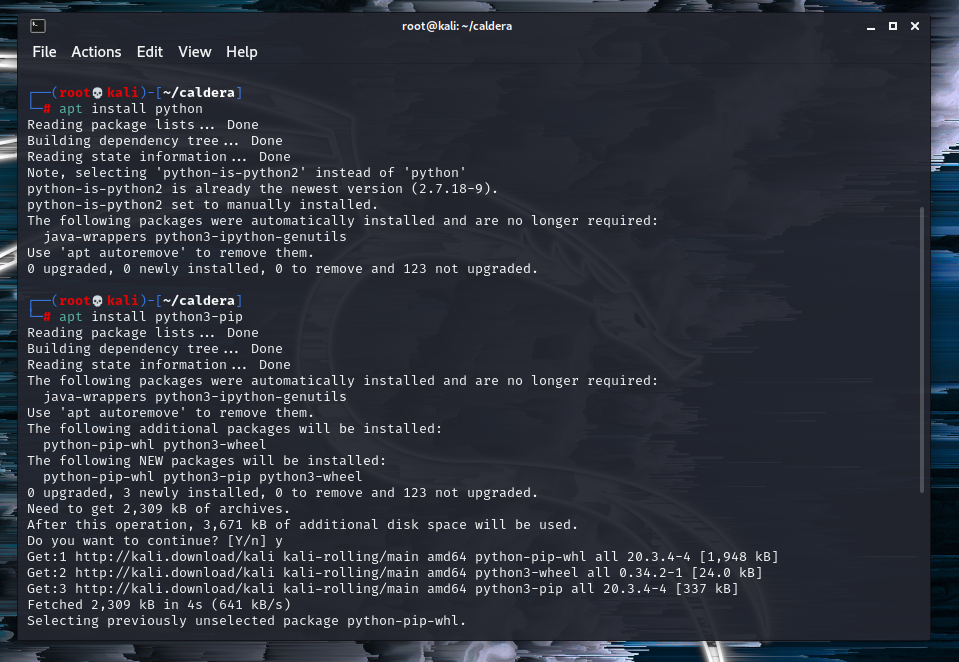 root@kali: ~/caldera
File Actions Edit View Help
┌──(root💀kali)-[~/caldera]
└─# apt install python
Reading package lists... Done
Building dependency tree... Done
Reading state information... Done
Note, selecting 'python-is-python2' instead of 'python'
python-is-python2 is already the newest version (2.7.18-9).
python-is-python2 set to manually installed.
The following packages were automatically installed and are no longer required:
  java-wrappers python3-ipython-genutils
Use 'apt autoremove' to remove them.
0 upgraded, 0 newly installed, 0 to remove and 123 not upgraded.
┌──(root💀kali)-[~/caldera]
└─# apt install python3-pip
Reading package lists... Done
Building dependency tree... Done
Reading state information... Done
The following packages were automatically installed and are no longer required:
  java-wrappers python3-ipython-genutils
Use 'apt autoremove' to remove them.
The following additional packages will be installed:
  python-pip-whl python3-wheel
The following NEW packages will be installed:
  python-pip-whl python3-pip python3-wheel
0 upgraded, 3 newly installed, 0 to remove and 123 not upgraded.
Need to get 2,309 kB of archives.
After this operation, 3,671 kB of additional disk space will be used.
Do you want to continue? [Y/n] y
Get:1 http://kali.download/kali kali-rolling/main amd64 python-pip-whl all 20.3.4-4 [1,948 kB]
Get:2 http://kali.download/kali kali-rolling/main amd64 python3-wheel all 0.34.2-1 [24.0 kB]
Get:3 http://kali.download/kali kali-rolling/main amd64 python3-pip all 20.3.4-4 [337 kB]
Fetched 2,309 kB in 4s (641 kB/s)
Selecting previously unselected package python-pip-whl.